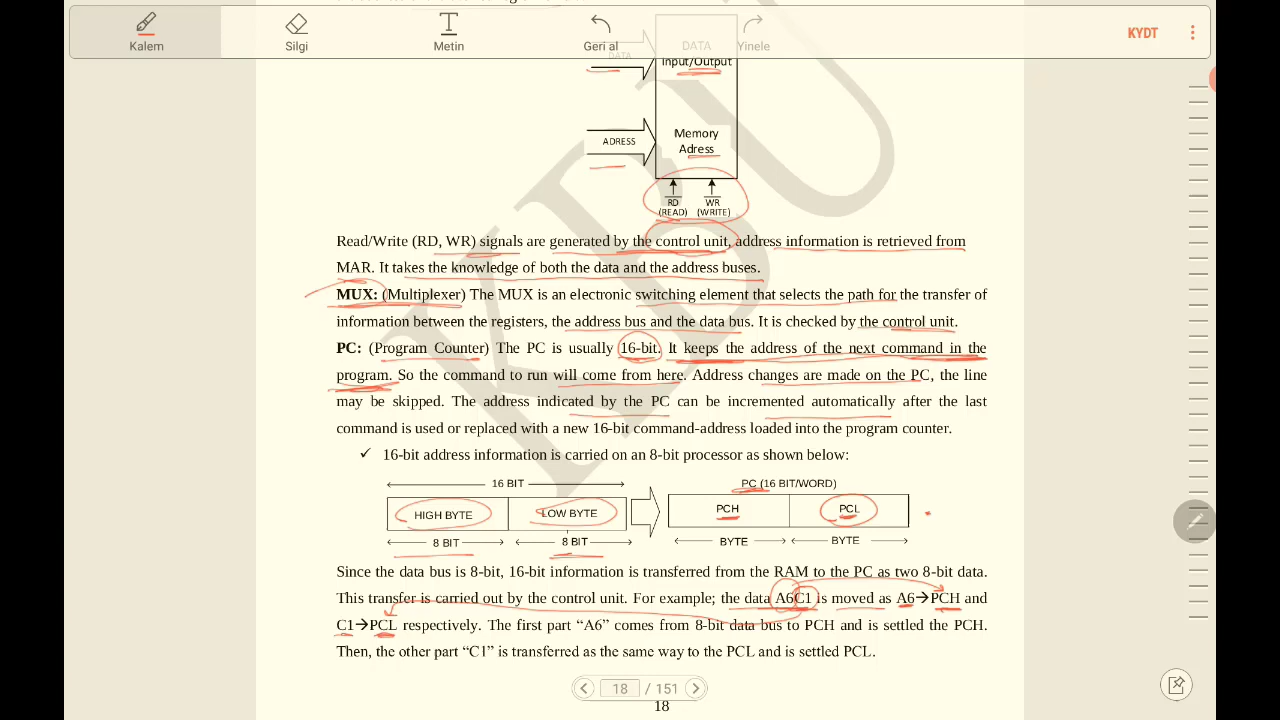 Kalem Silgi Metin Geri al Yinele KYDT
DATA DATA
Input/Output
ADRESS Memory
Adress
RD WR
(READ) (WRITE)
Read/Write (RD, WR) signals are generated by the control unit, address information is retrieved from
MAR. It takes the knowledge of both the data and the address buses.
MUX: (Multiplexer) The MUX is an electronic switching element that selects the path for the transfer of
information between the registers, the address bus and the data bus. It is checked by the control unit.
PC: (Program Counter) The PC is usually 16-bit. It keeps the address of the next command in the
program. So the command to run will come from here. Address changes are made on the PC, the line
may be skipped. The address indicated by the PC can be incremented automatically after the last
command is used or replaced with a new 16-bit command-address loaded into the program counter.
✓ 16-bit address information is carried on an 8-bit processor as shown below:
16 BIT PC (16 BIT/WORD)
HIGH BYTE LOW BYTE PCH PCL
8 BIT 8 BIT BYTE BYTE
Since the data bus is 8-bit, 16-bit information is transferred from the RAM to the PC as two 8-bit data.
This transfer is carried out by the control unit. For example; the data A6C1 is moved as A6→PCH and
C1→PCL respectively. The first part “A6” comes from 8-bit data bus to PCH and is settled the PCH.
Then, the other part “C1” is transferred as the same way to the PCL and is settled PCL.
18 / 151
18
KBU